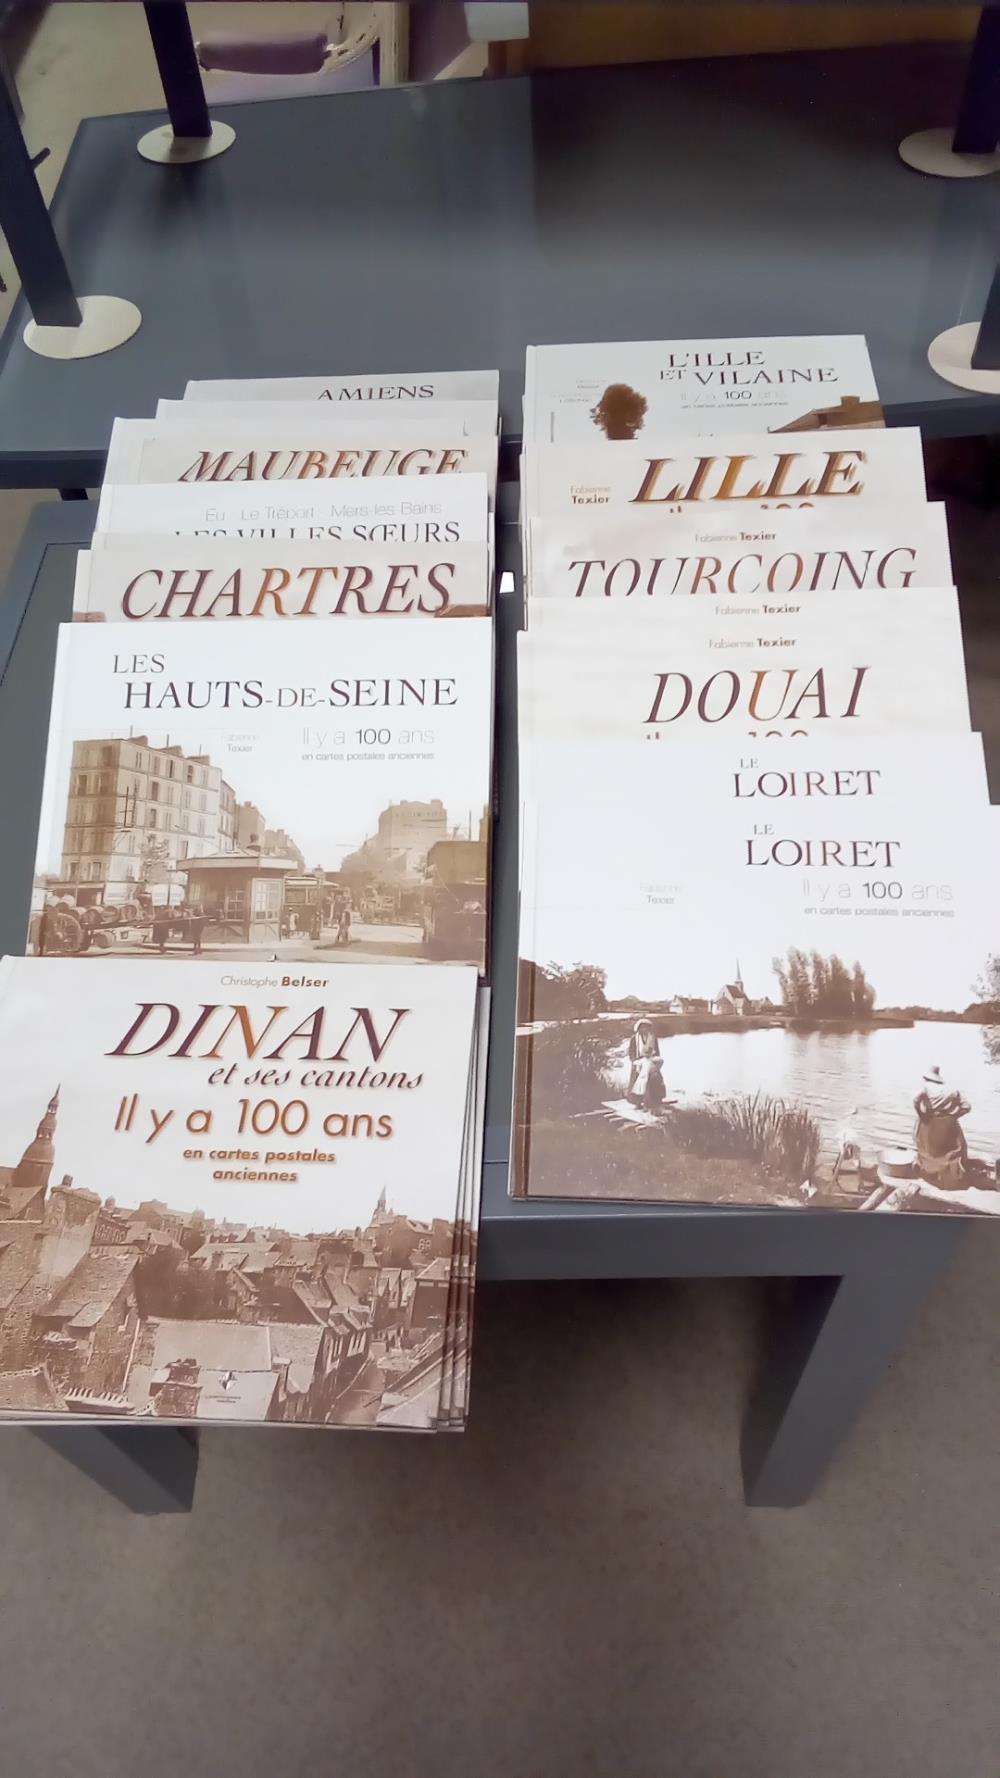 AMIENS
MAUBEUGE
Eu Le Tréport Mers-les-Bains
LES VILLES SŒURS
CHARTRES
LES
HAUTS-DE-SEINE
Fabienne
Texier
Il y a 100 ans
en cartes postales anciennes
Christophe Belser
DINAN
et ses cantons
Il y a 100 ans
en cartes postales
anciennes
L'ILLE
ET VILAINE
Il y a 100 ans
en cartes postales anciennes
Fabienne
Texier
LILLE
100
Fabienne Texier
TOURCOING
Fabienne Texier
Fabienne Texier
DOUAI
100
LE
LOIRET
LE
LOIRET
Fabienne
Texier
Il y a 100 ans
en cartes postales anciennes